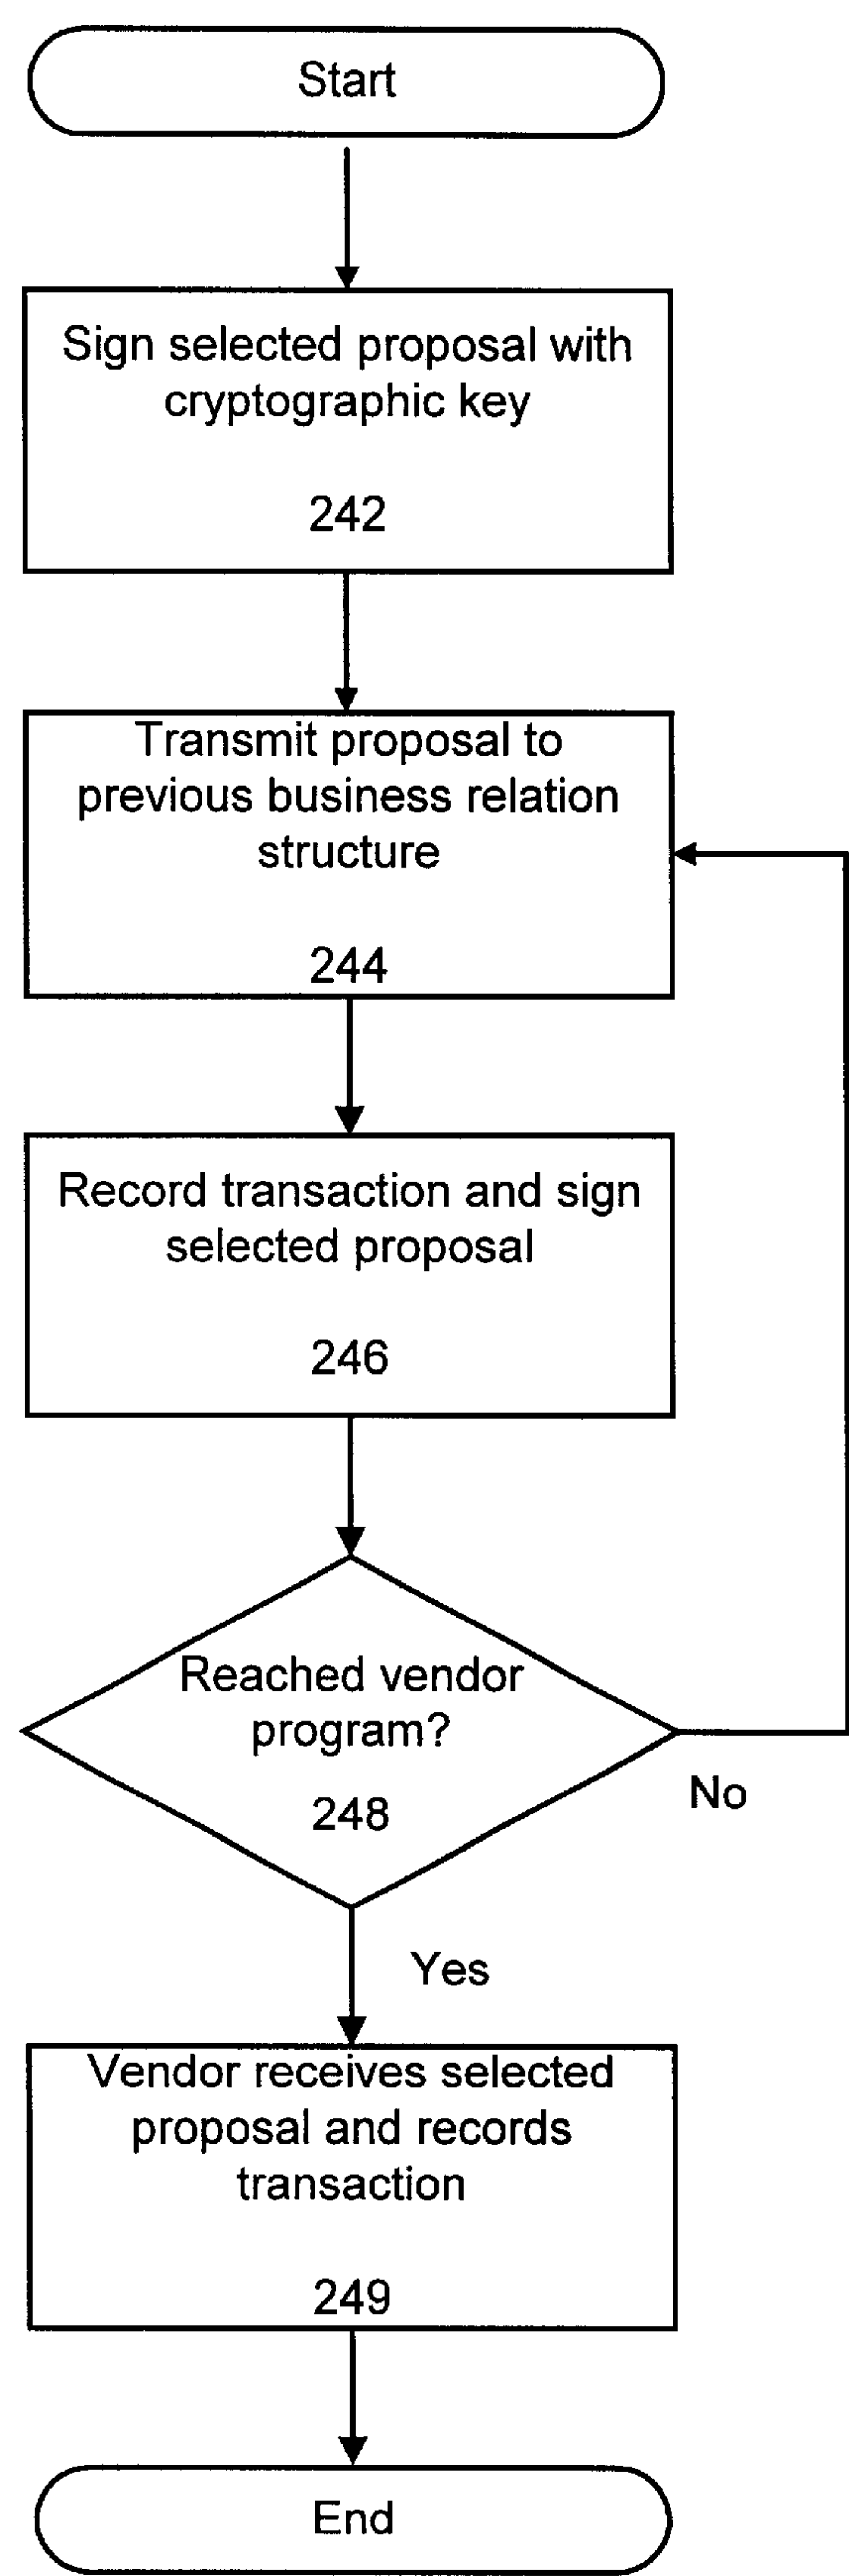 Start
Sign selected proposal with
cryptographic key
242
Transmit proposal to
previous business relation
structure
244
Record transaction and sign
selected proposal
246
Reached vendor
program?
248
No
Yes
Vendor receives selected
proposal and records
transaction
249
End